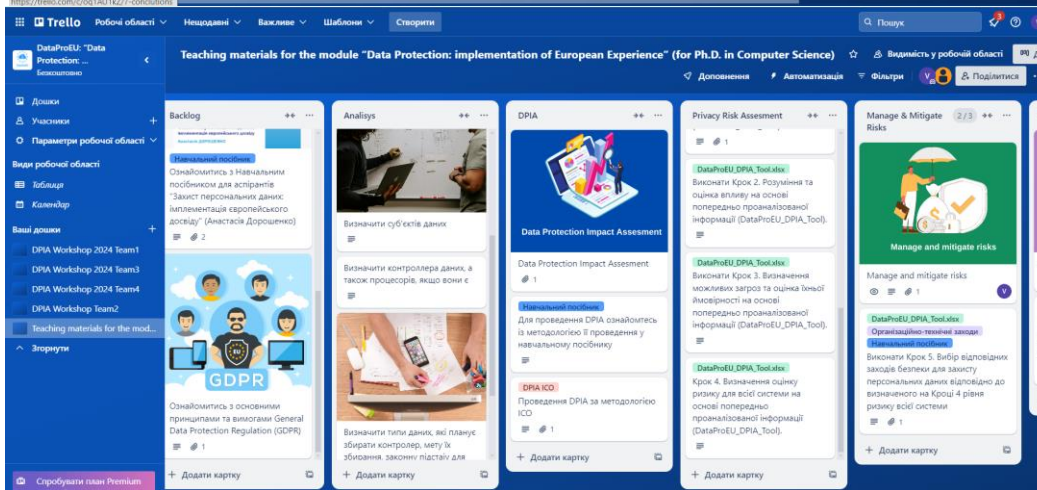 https://trello.com/c/
Trello
Робочі області
Нещодавні
Важливе
Шаблони
Створити
Пошук
3
DataProEU: "Data
Protection: ...
Безкоштовно
Teaching materials for the module "Data Protection: implementation of European Experience" (for Ph.D. in Computer Science)
Видимість у робочій області
Доповнення
Автоматизація
Фільтри
V
Поділитися
Дошки
Учасники
Параметри робочої області
Види робочої області
Таблиця
Календар
Ваші дошки
DPIA Workshop 2024 Team1
DPIA Workshop 2024 Team3
DPIA Workshop 2024 Team4
DPIA Workshop Team2
Teaching materials for the mod...
Згорнути
Спробувати план Premium
Backlog
Навчальний посібник
Ознайомитись з Навчальним
посібником для аспірантів
"Захист персональних даних:
імплементація європейського
досвіду" (Анастасія Дорошенко)
2
EU
GDPR
Ознайомитись з основними
принципами та вимогами General
Data Protection Regulation (GDPR)
1
+ Додати картку
Analisys
Визначити суб'єктів даних
Визначити контроллера даних, а
також процесорів, якщо вони є
Визначити типи даних, які планує
збирати контролер, мету їх
збирання, законну підставу для
+ Додати картку
DPIA
Data Protection Impact Assesment
Data Protection Impact Assesment
1
Навчальний посібник
Для проведення DPIA ознайомтесь
із методологією її проведення у
навчальному посібнику
DPIA ICO
Проведення DPIA за методологією
ICO
1
+ Додати картку
Privacy Risk Assesment
1
DataProEU_DPIA_Tool.xlsx
Виконати Крок 2. Розуміння та
оцінка впливу на основі
попередньо проаналізованої
інформації (DataProEU_DPIA_Tool).
DataProEU_DPIA_Tool.xlsx
Виконати Крок 3. Визначення
можливих загроз та оцінка їхньої
ймовірності на основі
попередньо проаналізованої
інформації (DataProEU_DPIA_Tool).
DataProEU_DPIA_Tool.xlsx
Крок 4. Визначення оцінку
ризику для всієї системи на
основі попередньо
проаналізованої інформації
(DataProEU_DPIA_Tool).
+ Додати картку
Manage & Mitigate 2/3
Risks
Manage and mitigate risks
Manage and mitigate risks
1
V
DataProEU_DPIA_Tool.xlsx
Організаційно-технічні заходи
Навчальний посібник
Виконати Крок 5. Вибір відповідних
заходів безпеки для захисту
персональних даних відповідно до
визначеного на Кроці 4 рівня
ризику всієї системи
1
+ Додати картку